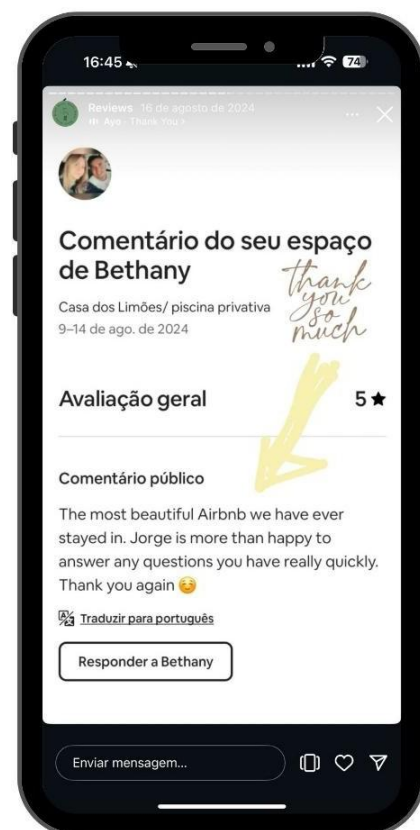 16:45
74
Reviews 16 de agosto de 2024
Ayo · Thank You >
Comentário do seu espaço
de Bethany
thank
you
so
much
Casa dos Limões/ piscina privativa
9–14 de ago. de 2024
Avaliação geral 5
Comentário público
The most beautiful Airbnb we have ever
stayed in. Jorge is more than happy to
answer any questions you have really quickly.
Thank you again ☺️
Traduzir para português
Responder a Bethany
Enviar mensagem...